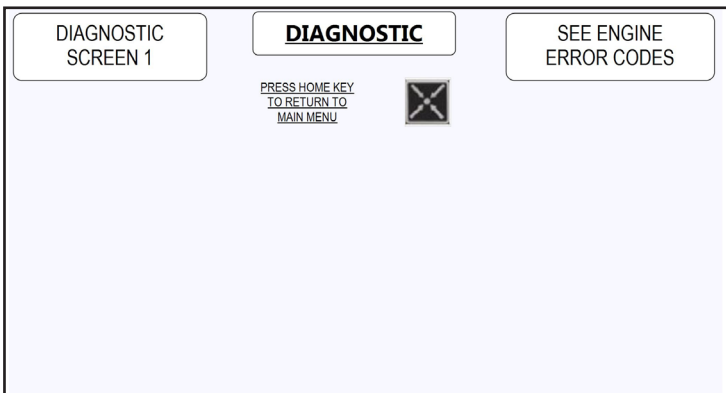 DIAGNOSTIC
SCREEN 1
DIAGNOSTIC
SEE ENGINE
ERROR CODES
PRESS HOME KEY
TO RETURN TO
MAIN MENU